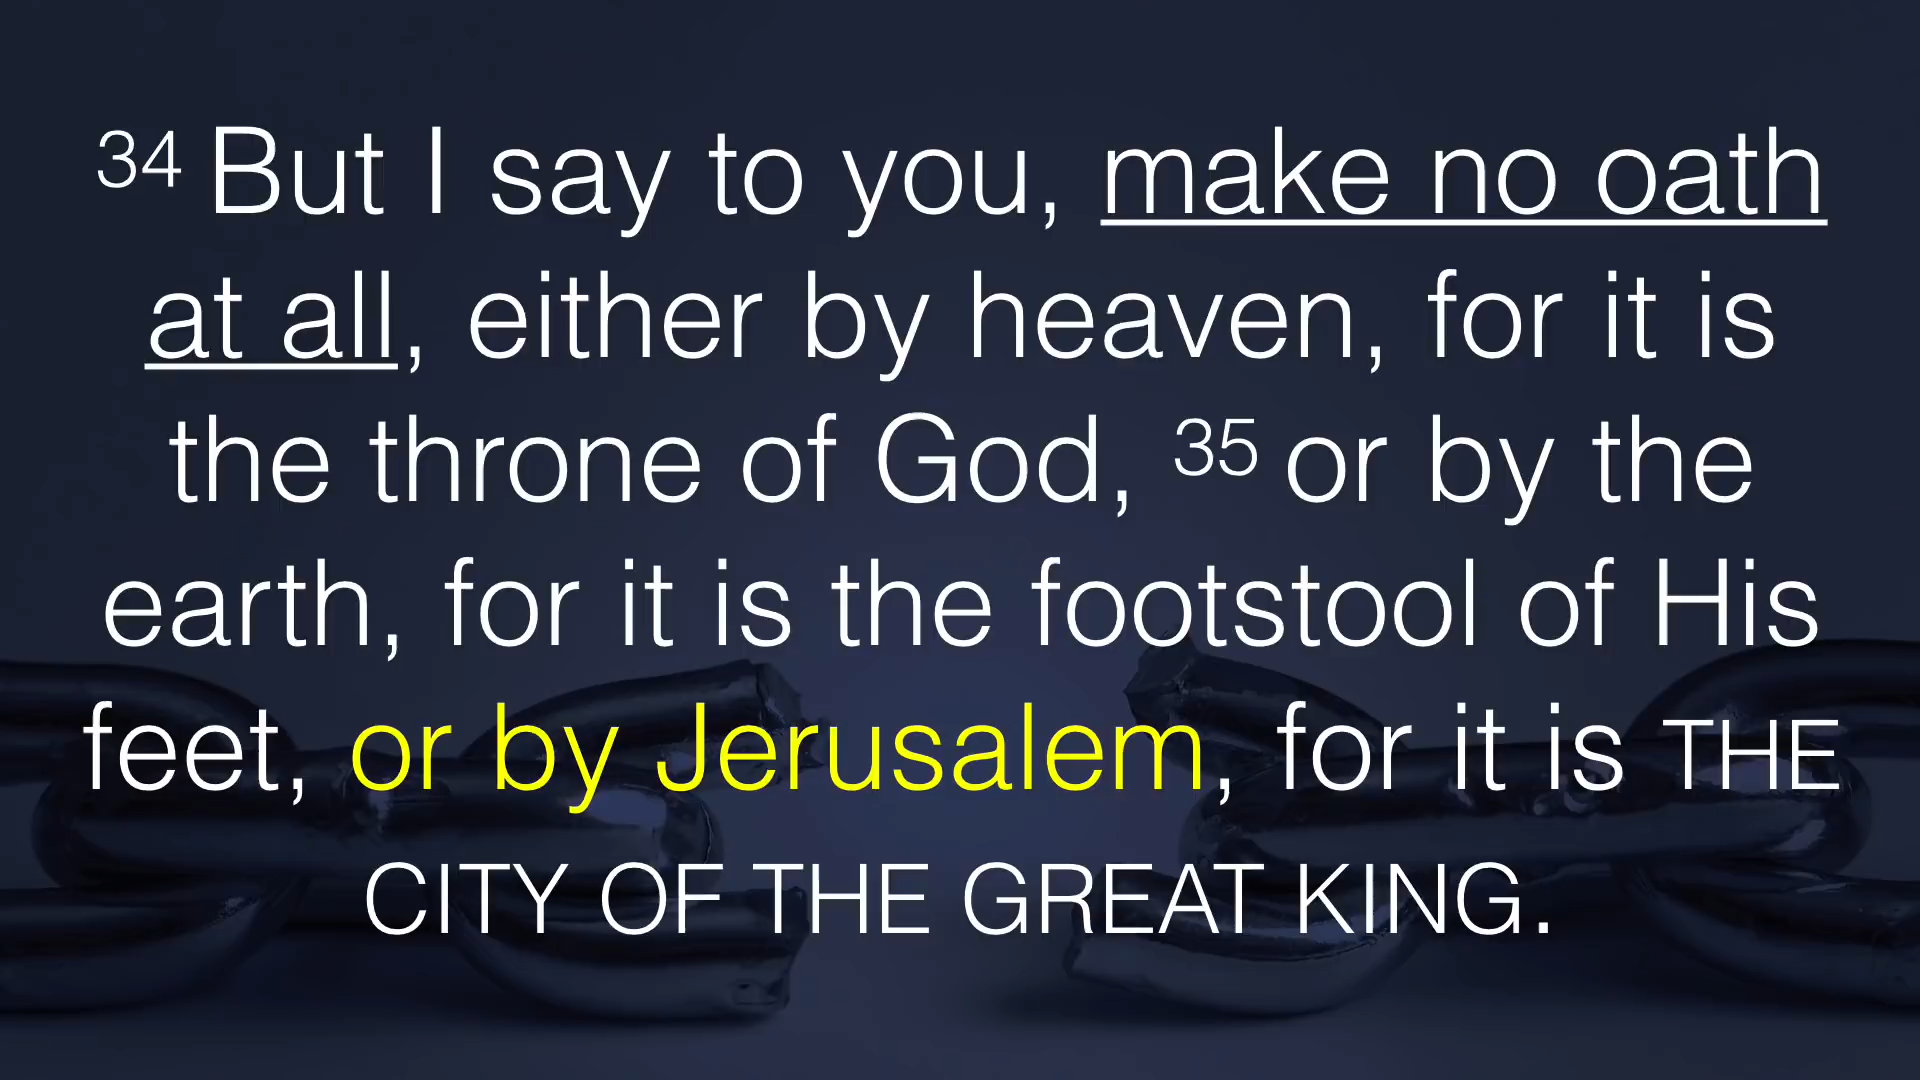 34 But I say to you, make no oath
at all, either by heaven, for it is
the throne of God, 35 or by the
earth, for it is the footstool of His
feet, or by Jerusalem, for it is THE
CITY OF THE GREAT KING.